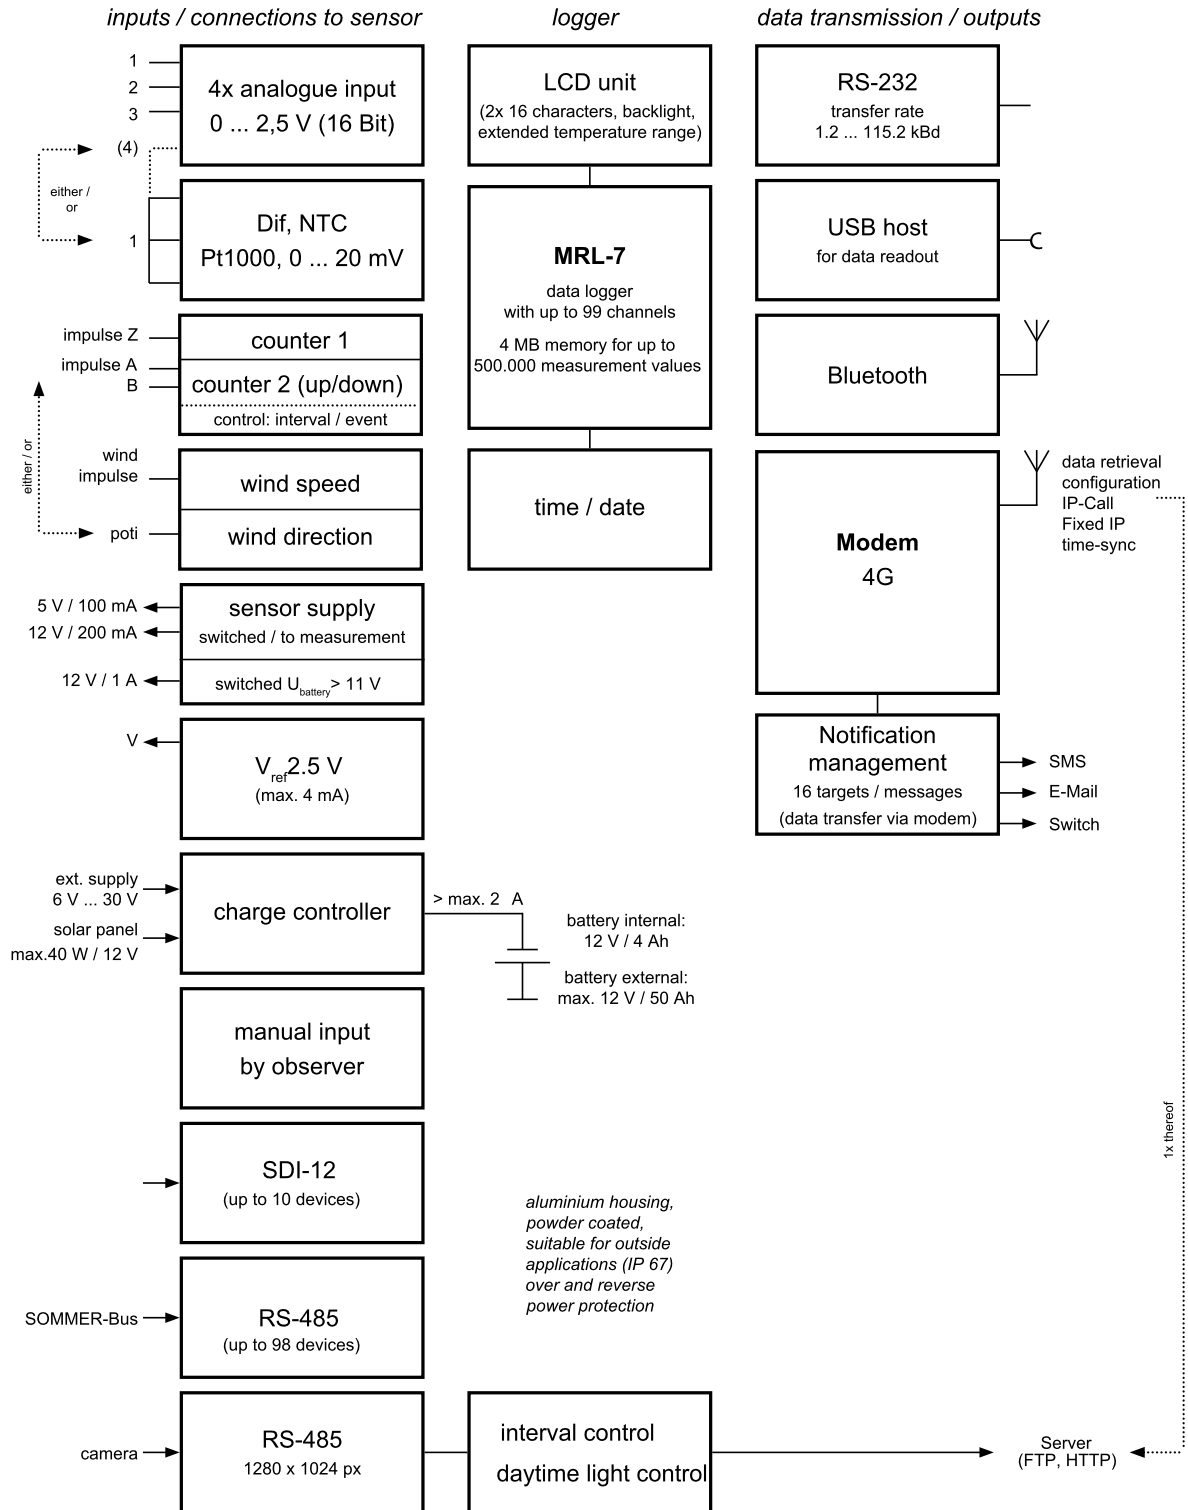 inputs / connections to sensor
1
2
3
(4)
either /
or
1
4x analogue input
0 ... 2,5 V (16 Bit)
Dif, NTC
Pt1000, 0 ... 20 mV
impulse Z
impulse A
B
counter 1
counter 2 (up/down)
control: interval / event
either / or
wind
impulse
poti
wind speed
wind direction
5 V / 100 mA
12 V / 200 mA
12 V / 1 A
sensor supply
switched / to measurement
switched Ubattery> 11 V
V
Vref2.5 V
(max. 4 mA)
ext. supply
6 V ... 30 V
solar panel
max.40 W / 12 V
charge controller
> max. 2 A
battery internal:
12 V / 4 Ah
battery external:
max. 12 V / 50 Ah
manual input
by observer
SDI-12
(up to 10 devices)
SOMMER-Bus
RS-485
(up to 98 devices)
camera
RS-485
1280 x 1024 px
logger
LCD unit
(2x 16 characters, backlight,
extended temperature range)
MRL-7
data logger
with up to 99 channels
4 MB memory for up to
500.000 measurement values
time / date
aluminium housing,
powder coated,
suitable for outside
applications (IP 67)
over and reverse
power protection
interval control
daytime light control
data transmission / outputs
RS-232
transfer rate
1.2 ... 115.2 kBd
USB host
for data readout
Bluetooth
Modem
4G
data retrieval
configuration
IP-Call
Fixed IP
time-sync
Notification
management
16 targets / messages
(data transfer via modem)
SMS
E-Mail
Switch
1x thereof
Server
(FTP, HTTP)